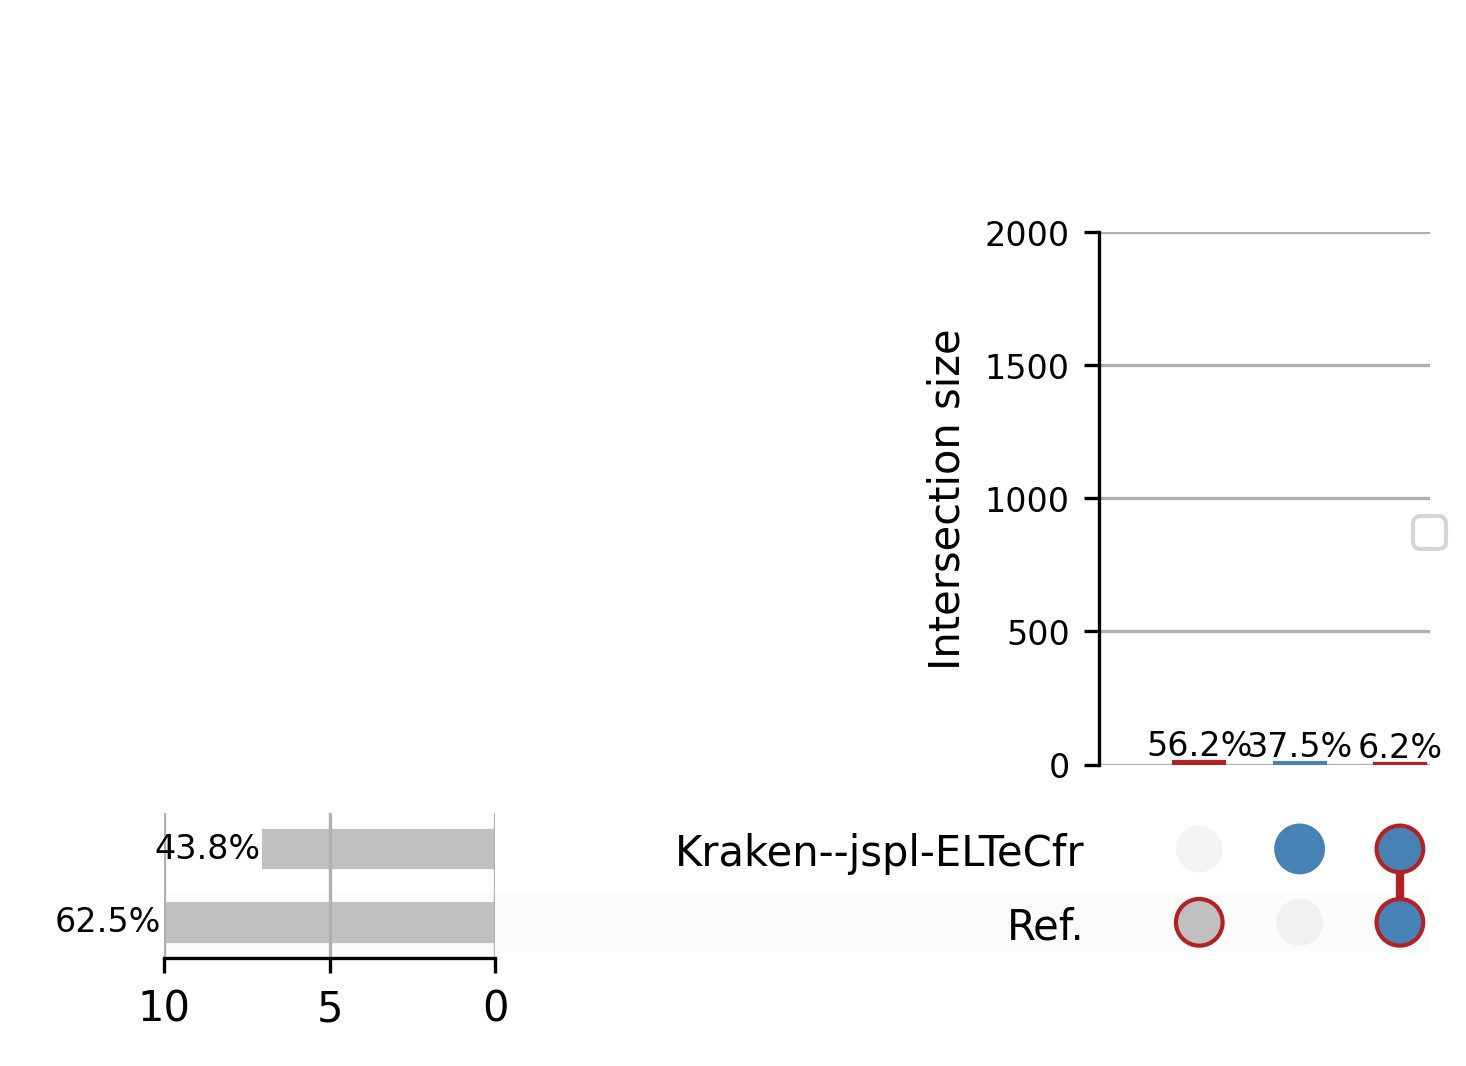 2000
1500
1000
500
0
Intersection size
56.2%
37.5%
6.2%
43.8%
62.5%
Kraken--jspl-ELTeCfr
Ref.
10 5 0